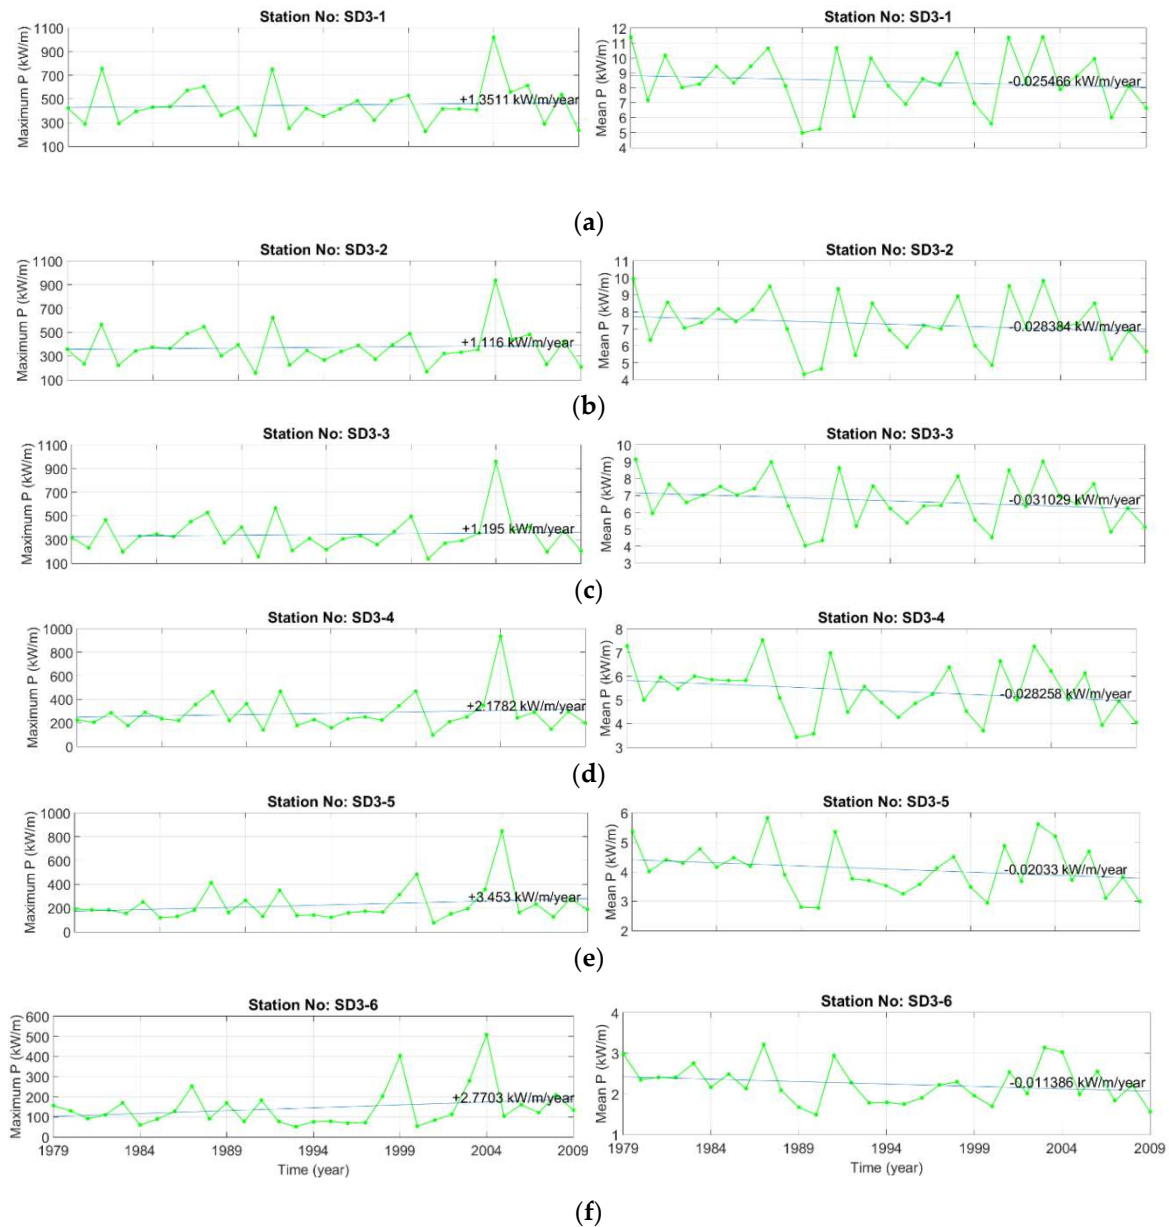 Station No: SD3-1
Maximum P (kW/m)
1100
900
700
500
300
100
+1.3511 kW/m/year
Station No: SD3-1
Mean P (kW/m)
12
11
10
9
8
7
6
5
4
-0.025466 kW/m/year
(a)
Station No: SD3-2
Maximum P (kW/m)
1100
900
700
500
300
100
+1.116 kW/m/year
Station No: SD3-2
Mean P (kW/m)
11
10
9
8
7
6
5
4
-0.028384 kW/m/year
(b)
Station No: SD3-3
Maximum P (kW/m)
1100
900
700
500
300
100
+1.195 kW/m/year
Station No: SD3-3
Mean P (kW/m)
10
9
8
7
6
5
4
3
-0.031029 kW/m/year
(c)
Station No: SD3-4
Maximum P (kW/m)
1000
800
600
400
200
0
+2.1782 kW/m/year
Station No: SD3-4
Mean P (kW/m)
8
7
6
5
4
3
-0.028258 kW/m/year
(d)
Station No: SD3-5
Maximum P (kW/m)
1000
800
600
400
200
0
+3.453 kW/m/year
Station No: SD3-5
Mean P (kW/m)
6
5
4
3
2
-0.02033 kW/m/year
(e)
Station No: SD3-6
Maximum P (kW/m)
600
500
400
300
200
100
0
+2.7703 kW/m/year
1979 1984 1989 1994 1999 2004 2009
Time (year)
Station No: SD3-6
Mean P (kW/m)
4
3
2
1
-0.011386 kW/m/year
1979 1984 1989 1994 1999 2004 2009
Time (year)
(f)